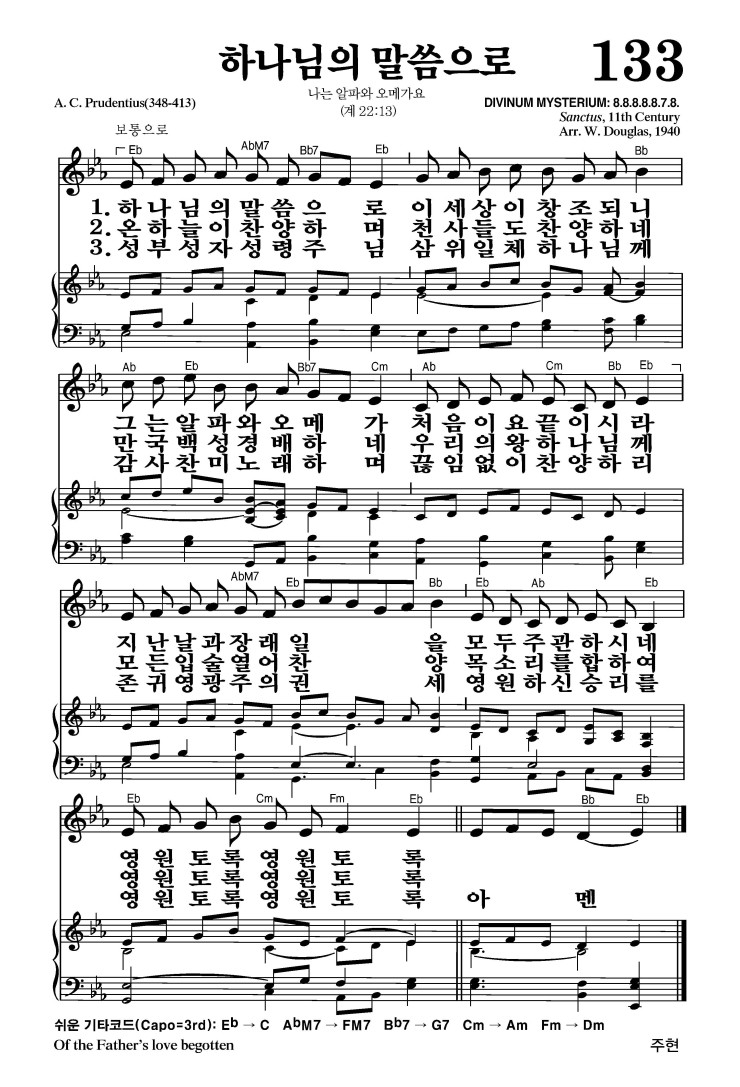 하나님의 말씀으로
133
나는 알파와 오메가요
(계 22:13)
A. C. Prudentius(348-413)
DIVINUM MYSTERIUM: 8.8.8.8.8.7.8.
Sanctus, 11th Century
Arr. W. Douglas, 1940
보통으로
Eb AbM7 Bb7 Eb Bb
1. 하나님의말씀으 로 이세상이창조되니
2. 온하늘이찬양하 며 천사들도찬양하네
3. 성부성자성령주 님 삼위일체하나님께
Ab Eb Bb7 Cm Ab Cm Bb Eb
그는알파와오메 가 처음이요끝이시라
만국백성경배하 네 우리의왕하나님께
감사찬미노래하 며 끊임없이찬양하리
AbM7 Eb Bb Eb Ab Eb
지난날과장래일 을 모두주관하시네
모든입술열어찬 양 목소리를합하여
존귀영광주의권 세 영원하신승리를
Eb Cm Fm Eb Bb Eb
영원토록영원토 록
영원토록영원토 록
영원토록영원토 록 아 멘
쉬운 기타코드(Capo=3rd): Eb → C AbM7 → FM7 Bb7 → G7 Cm → Am Fm → Dm
Of the Father's love begotten
주현